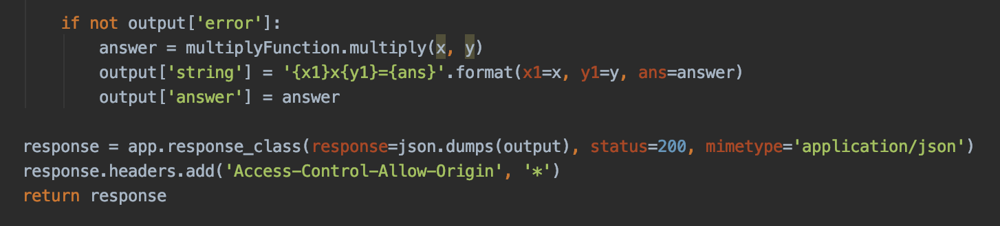 if not output['error']:
answer = multiplyFunction.multiply(x, y)
output['string'] = '{x1}x{y1}={ans}'.format(x1=x, y1=y, ans=answer)
output['answer'] = answer
response = app.response_class(response=json.dumps(output), status=200, mimetype='application/json')
response.headers.add('Access-Control-Allow-Origin', '*')
return response